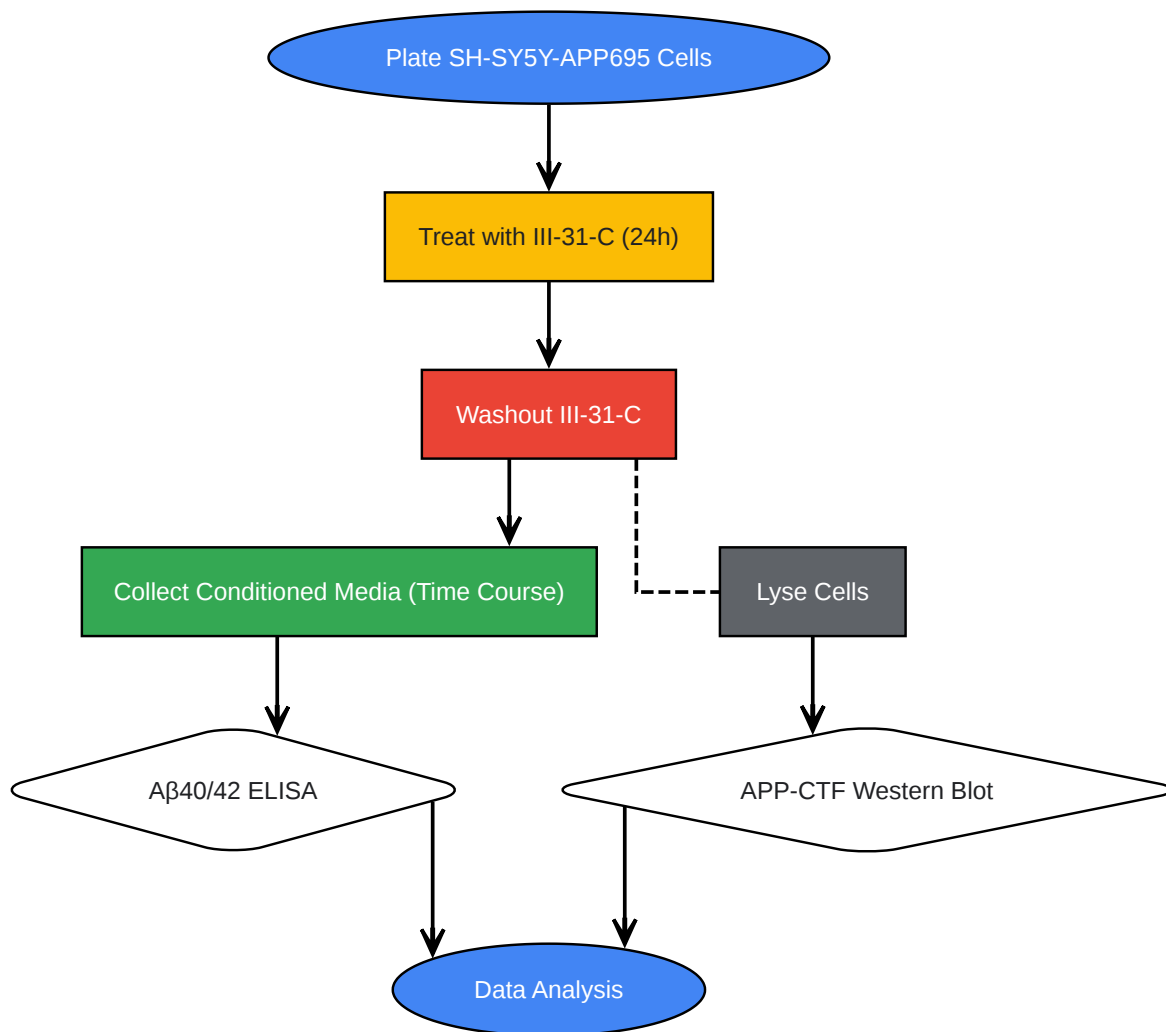 Plate SH-SY5Y-APP695 Cells
Treat with III-31-C (24h)
Washout III-31-C
Collect Conditioned Media (Time Course)
Lyse Cells
Aβ40/42 ELISA
APP-CTF Western Blot
Data Analysis